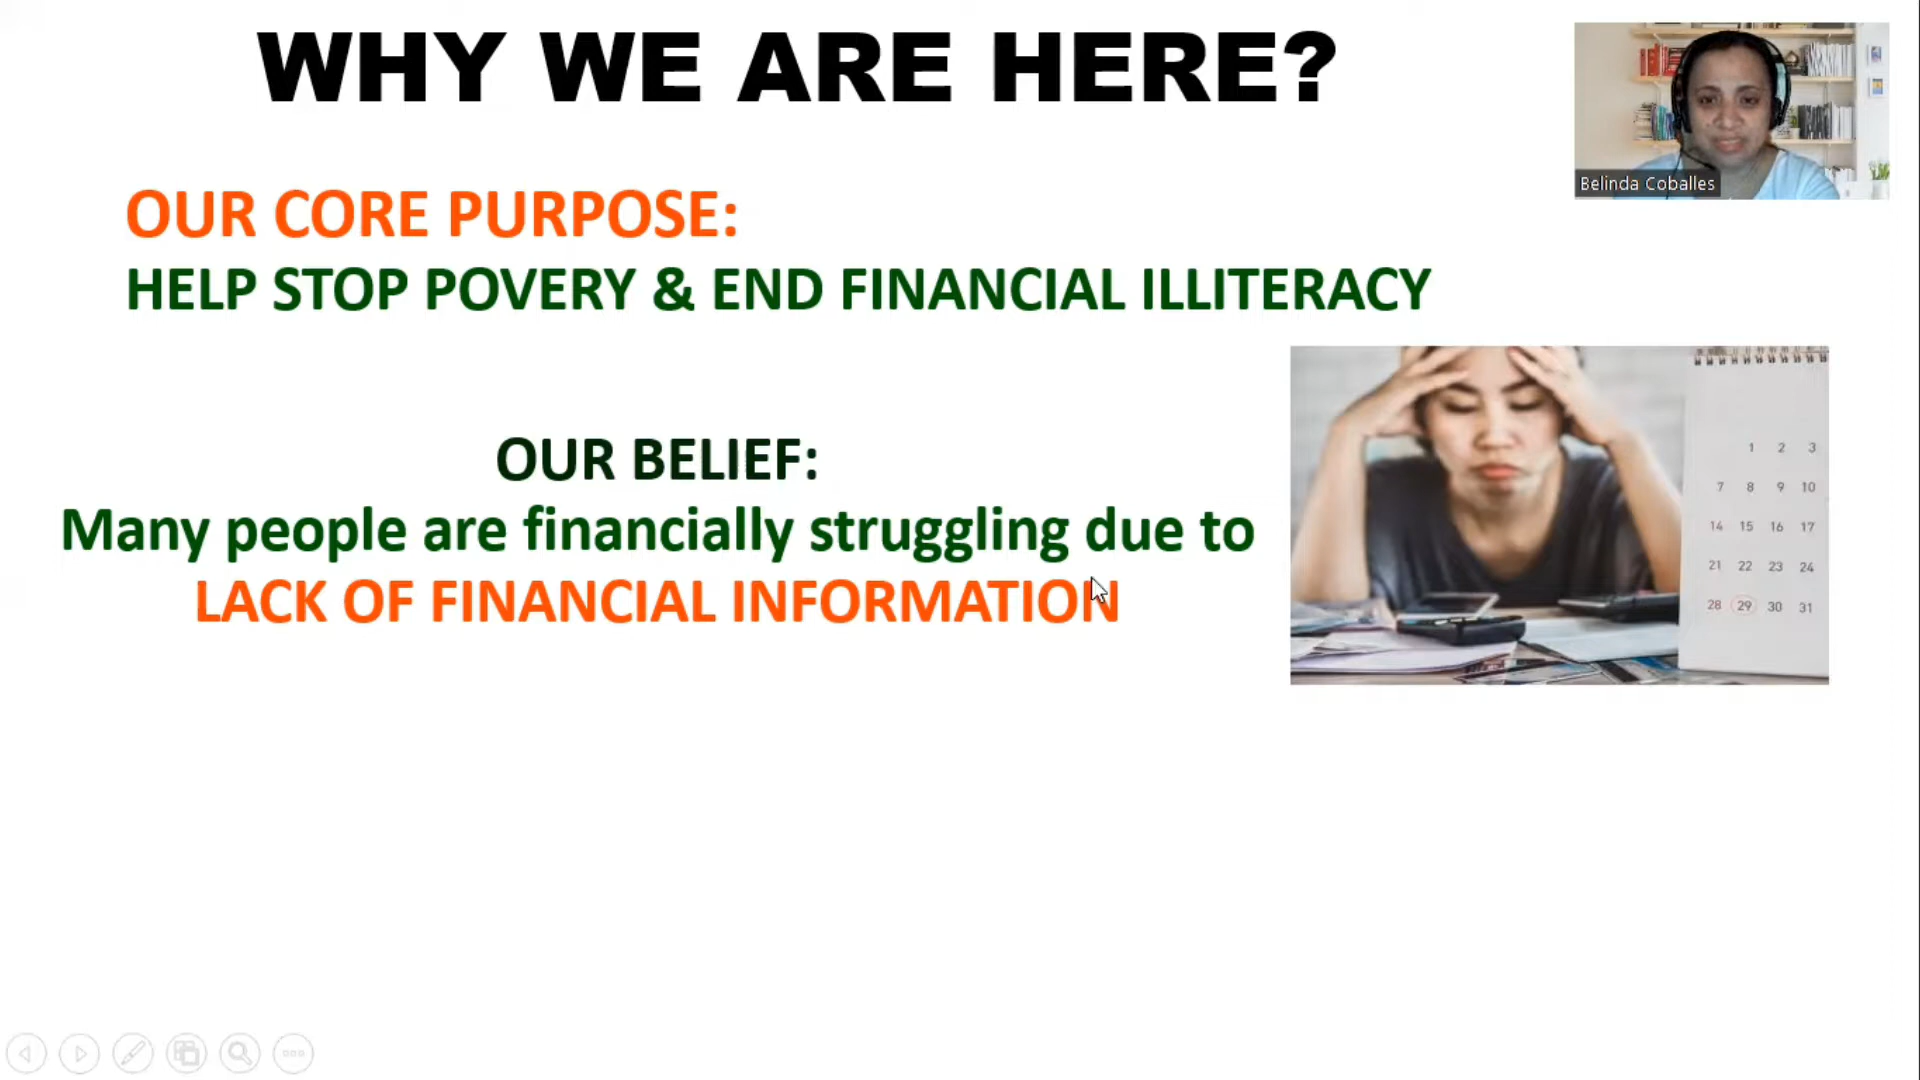 WHY WE ARE HERE?
Belinda Coballes
OUR CORE PURPOSE:
HELP STOP POVERY & END FINANCIAL ILLITERACY
OUR BELIEF:
Many people are financially struggling due to
LACK OF FINANCIAL INFORMATION
1 2 3
7 8 9 10
14 15 16 17
21 22 23 24
28 29 30 31